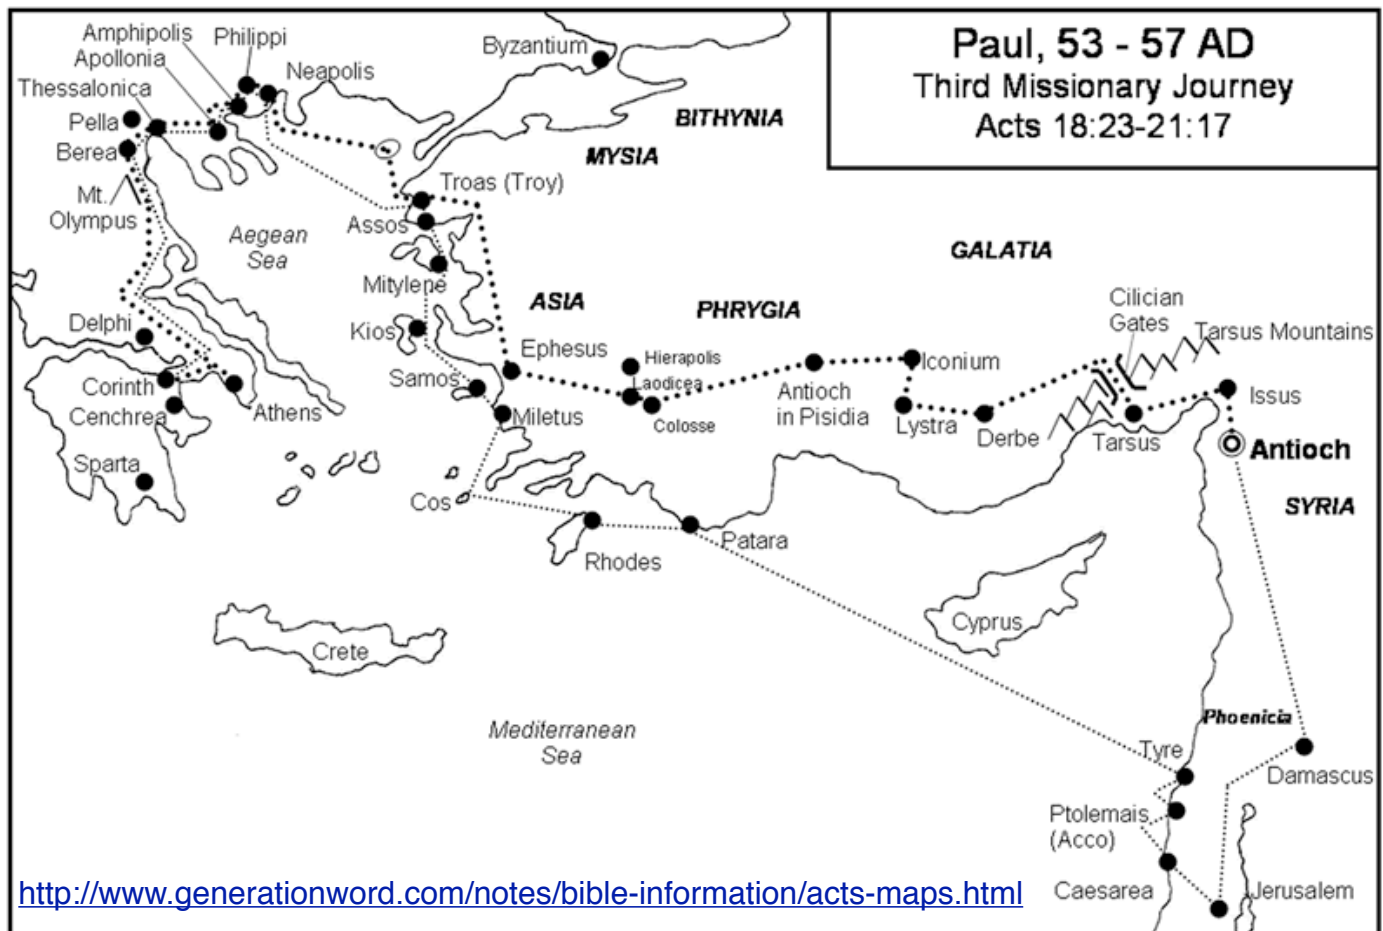 Paul, 53 - 57 AD
Third Missionary Journey
Acts 18:23-21:17
Amphipolis
Philippi
Apollonia
Neapolis
Thessalonica
Pella
Berea
Mt.
Olympus
Byzantium
BITHYNIA
MYSIA
Troas (Troy)
Assos
Aegean
Sea
Mitylene
GALATIA
ASIA
PHRYGIA
Cilician
Gates
Tarsus Mountains
Delphi
Kios
Ephesus
Hierapolis
Iconium
Samos
Laodicea
Corinth
Cenchrea
Athens
Miletus
Colosse
Antioch
in Pisidia
Lystra
Derbe
Tarsus
Issus
Antioch
Sparta
Cos
SYRIA
Rhodes
Patara
Cyprus
Crete
Mediterranean
Sea
Phoenicia
Tyre
Damascus
Ptolemais
(Acco)
Caesarea
Jerusalem
http://www.generationword.com/notes/bible-information/acts-maps.html